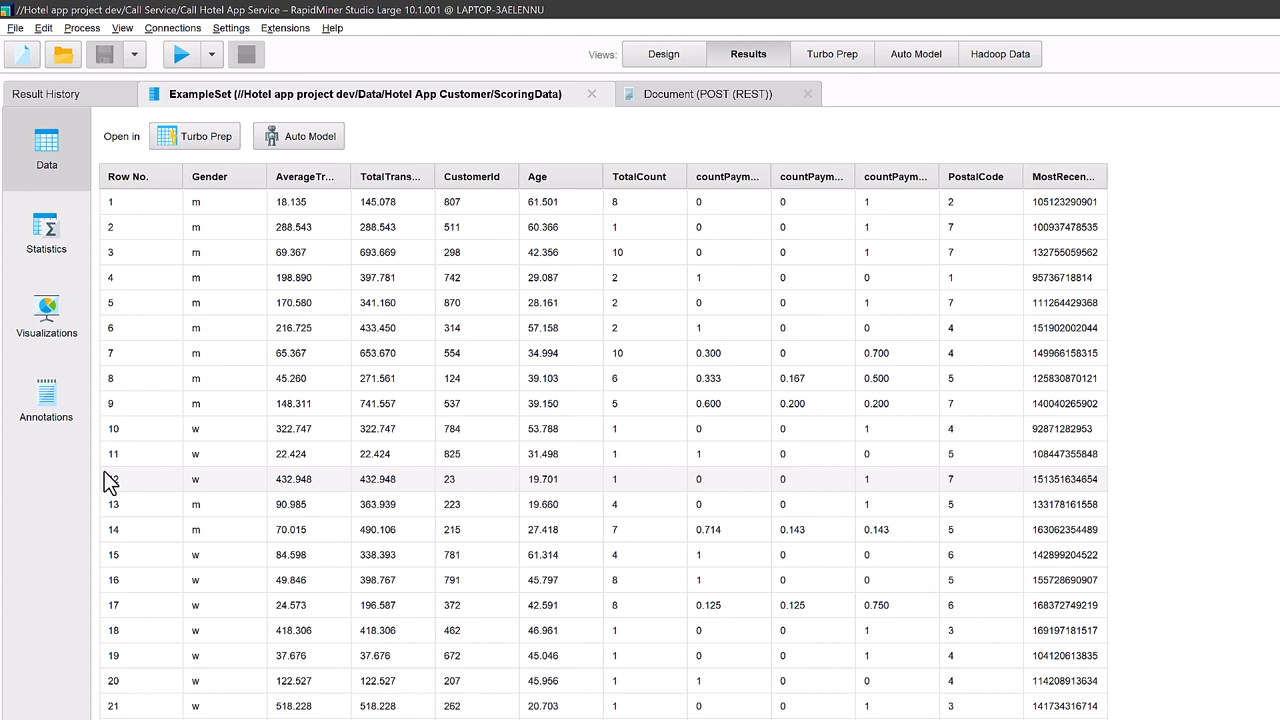 //Hotel app project dev/Call Service/Call Hotel App Service – RapidMiner Studio Large 10.1.001 @ LAPTOP-3AELENNU
File Edit Process View Connections Settings Extensions Help
Views: Design Results Turbo Prep Auto Model Hadoop Data
Result History ExampleSet (//Hotel app project dev/Data/Hotel App Customer/ScoringData) Document (POST (REST))
Open in Turbo Prep Auto Model
Data
Statistics
Visualizations
Annotations
Row No. Gender AverageTr... TotalTrans... CustomerId Age TotalCount countPaym... countPaym... countPaym... PostalCode MostRecen...
1 m 18.135 145.078 807 61.501 8 0 0 1 2 105123290901
2 m 288.543 288.543 511 60.366 1 0 0 1 7 100937478535
3 m 69.367 693.669 298 42.356 10 0 0 1 7 132755059562
4 m 198.890 397.781 742 29.087 2 1 0 0 1 95736718814
5 m 170.580 341.160 870 28.161 2 0 0 1 7 111264429368
6 m 216.725 433.450 314 57.158 2 1 0 0 4 151902002044
7 m 65.367 653.670 554 34.994 10 0.300 0 0.700 4 149966158315
8 m 45.260 271.561 124 39.103 6 0.333 0.167 0.500 5 125830870121
9 m 148.311 741.557 537 39.150 5 0.600 0.200 0.200 7 140040265902
10 w 322.747 322.747 784 53.788 1 0 0 1 4 92871282953
11 w 22.424 22.424 825 31.498 1 1 0 0 5 108447355848
w 432.948 432.948 23 19.701 1 0 0 1 7 151351634654
13 m 90.985 363.939 223 19.660 4 0 0 1 5 133178161558
14 m 70.015 490.106 215 27.418 7 0.714 0.143 0.143 5 163062354489
15 w 84.598 338.393 781 61.314 4 1 0 0 6 142899204522
16 w 49.846 398.767 791 45.797 8 1 0 0 5 155728690907
17 w 24.573 196.587 372 42.591 8 0.125 0.125 0.750 6 168372749219
18 w 418.306 418.306 462 46.961 1 0 0 1 3 169197181517
19 w 37.676 37.676 672 45.046 1 0 0 1 4 104120613835
20 w 122.527 122.527 207 45.956 1 1 0 0 4 114208913634
21 w 518.228 518.228 262 20.703 1 0 0 1 3 141734316714